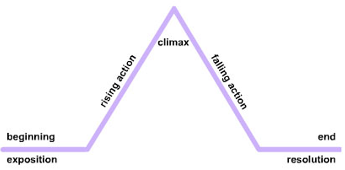 climax
rising action
falling action
beginning
end
exposition
resolution